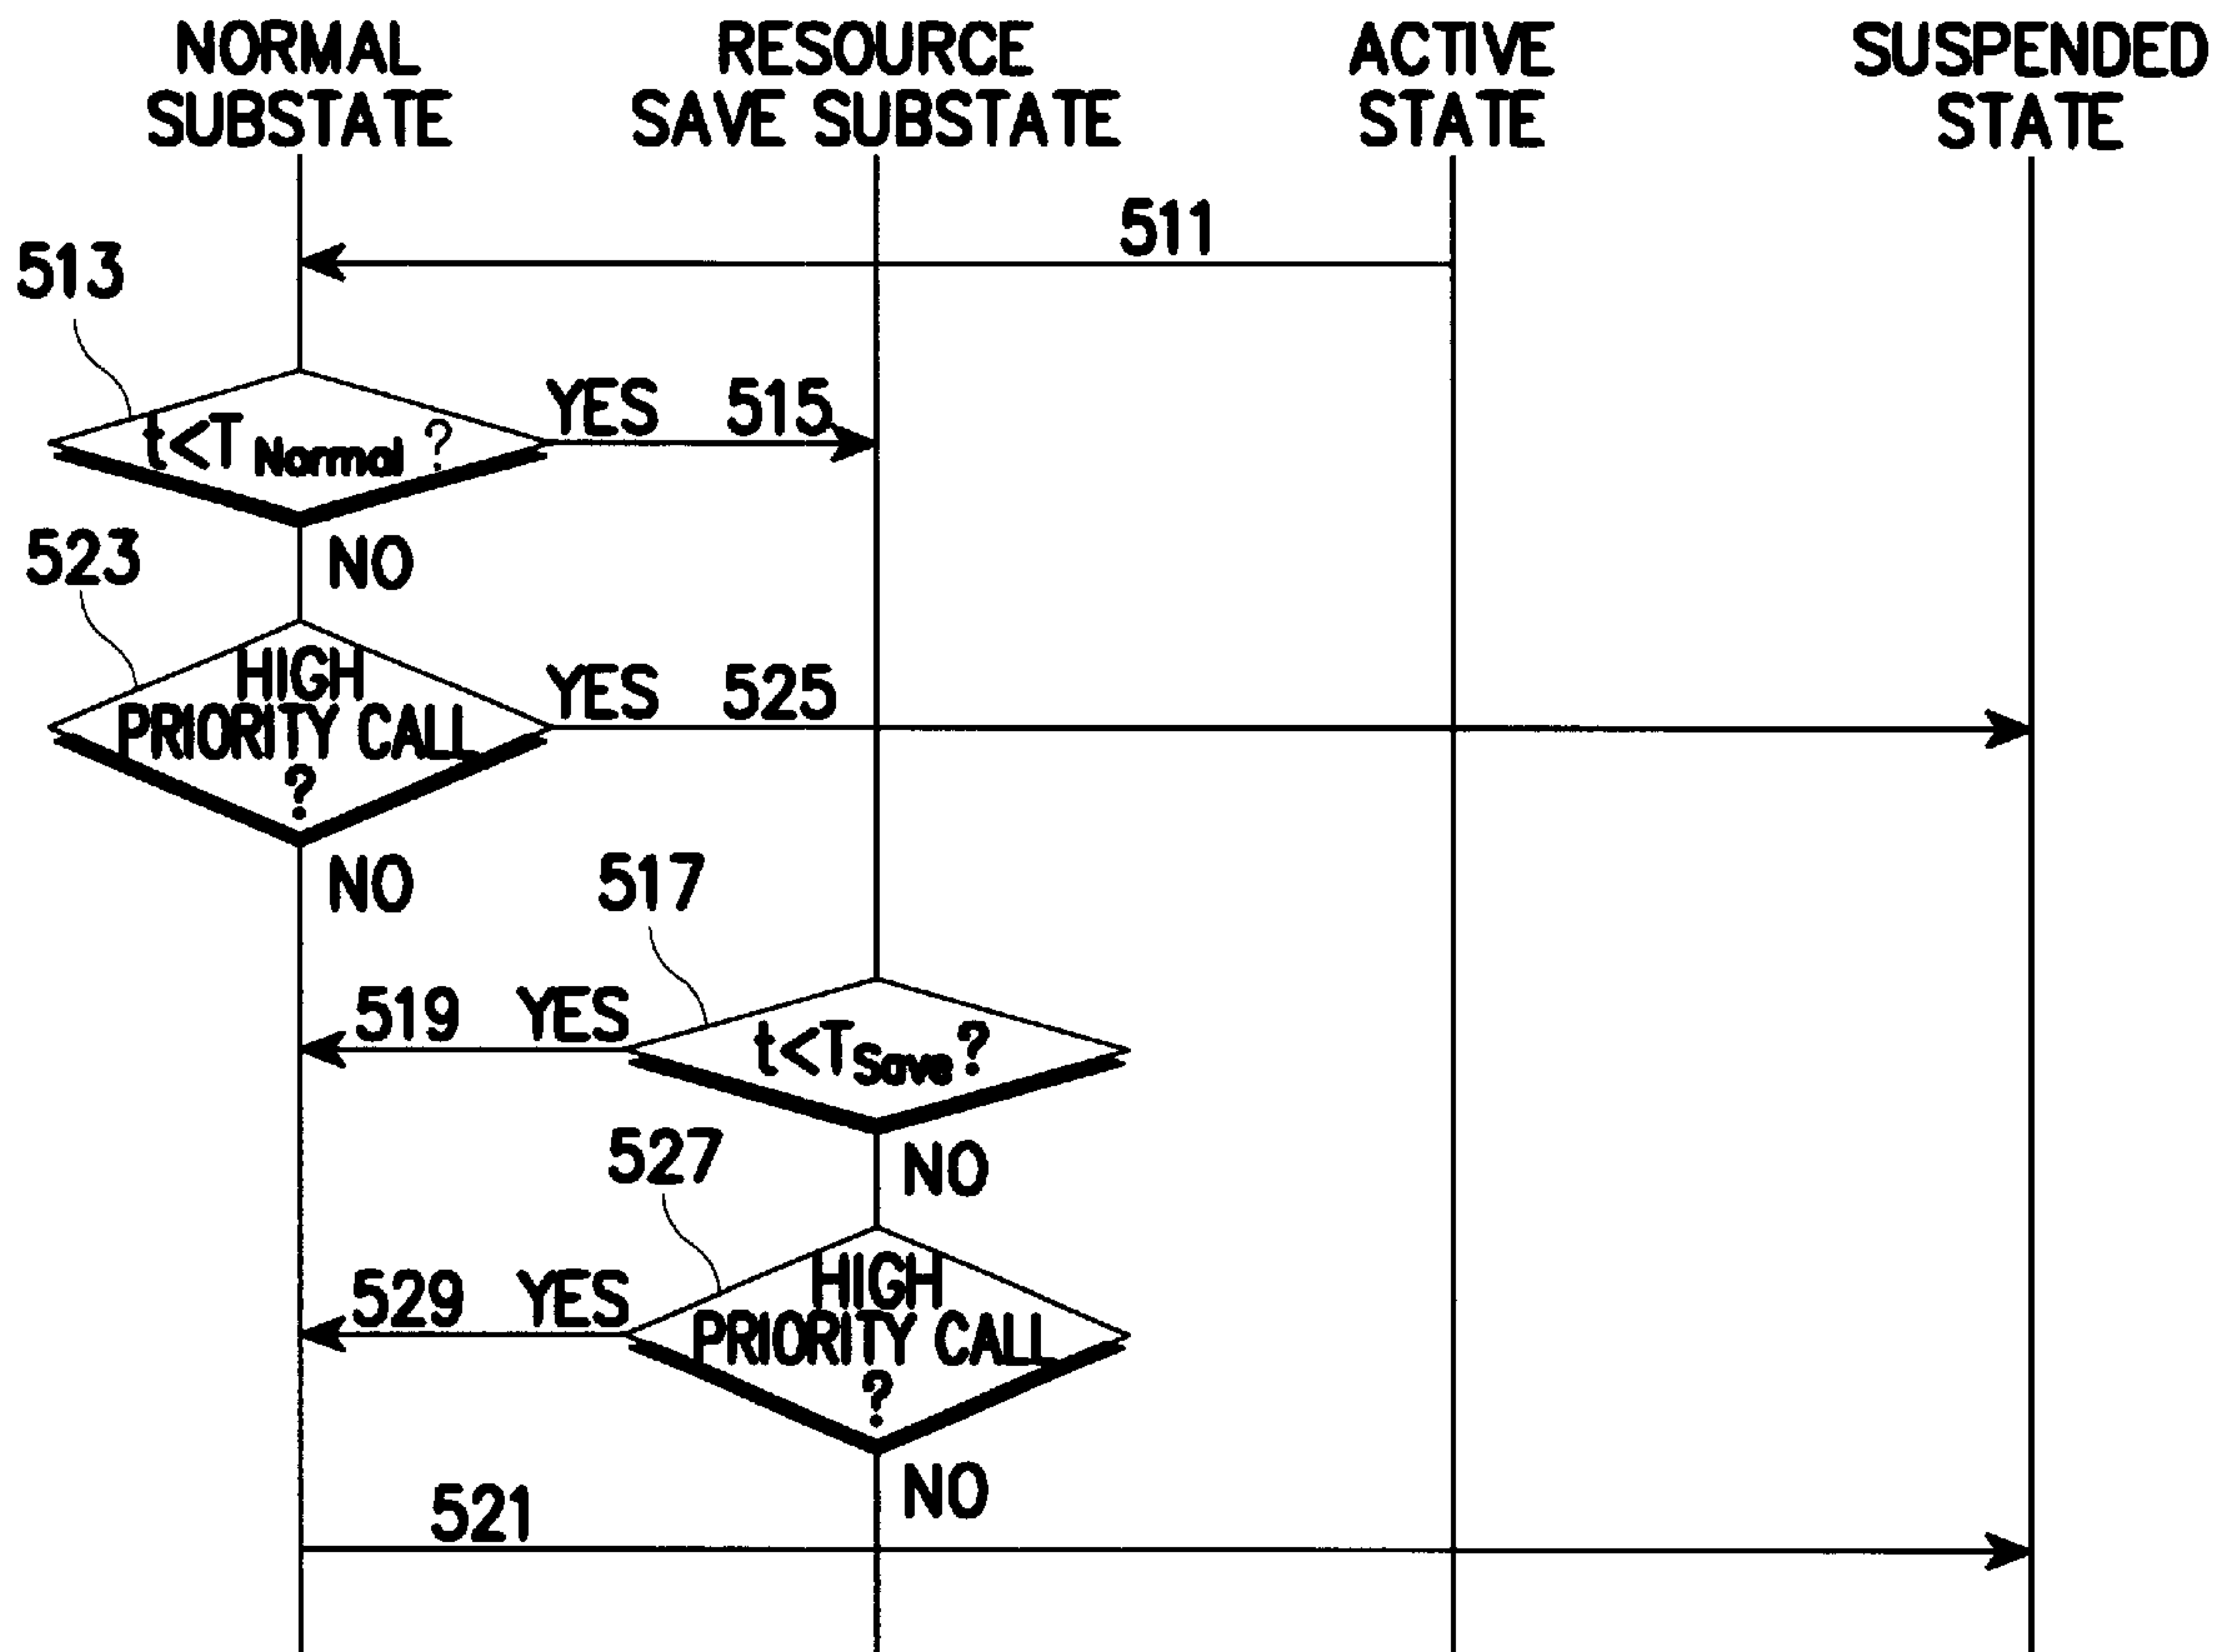 NORMAL
SUBSTATE
RESOURCE
SAVE SUBSTATE
ACTIVE
STATE
SUSPENDED
STATE
511
513
t<T Normal ?
YES 515
NO
523
HIGH
PRIORITY CALL
?
YES 525
NO
517
519 YES
t<TSave?
NO
527
529 YES
HIGH
PRIORITY CALL
?
NO
521